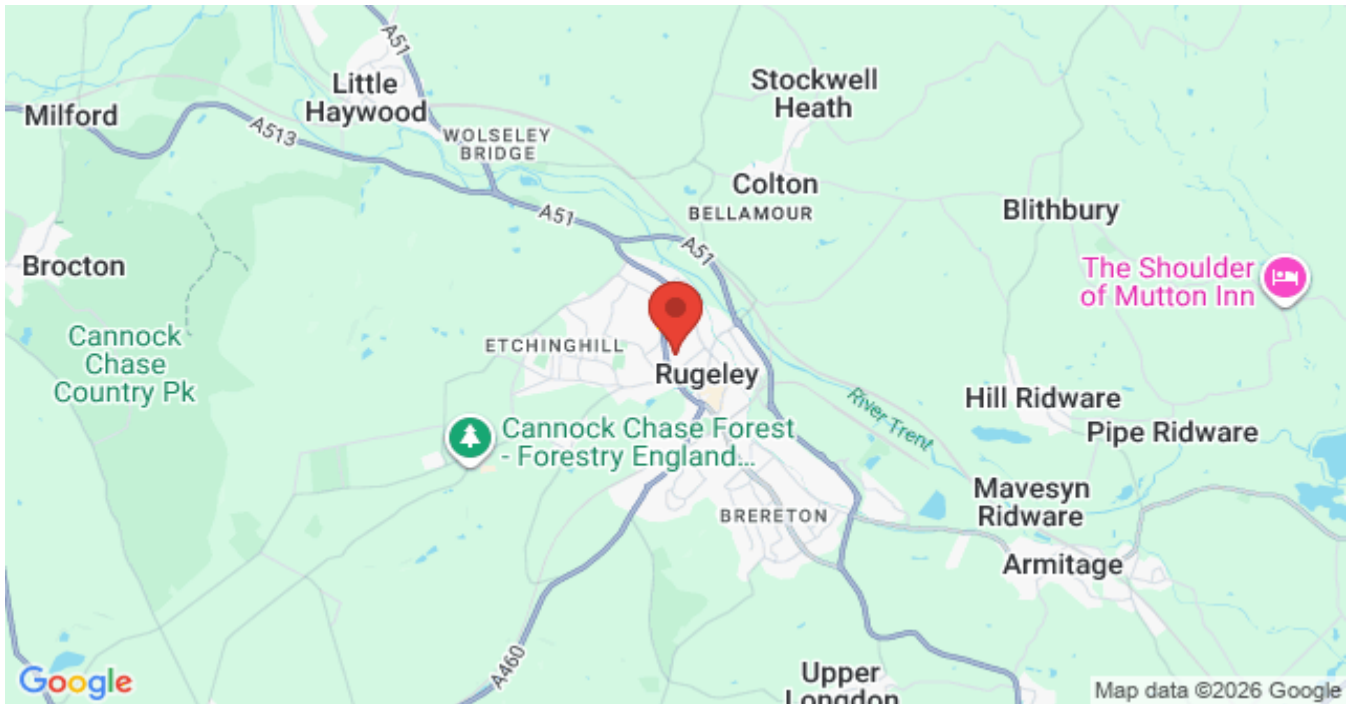 A51
Little
Haywood
Milford
A513
WOLSELEY
BRIDGE
Stockwell
Heath
Colton
BELLAMOUR
Blithbury
A51
A51
Brocton
The Shoulder
of Mutton Inn
Cannock
Chase
Country Pk
ETCHINGHILL
Rugeley
River Trent
Hill Ridware
Pipe Ridware
Cannock Chase Forest
- Forestry England...
Mavesyn
Ridware
BRERETON
Armitage
A460
Upper
Longdon
Google
Map data ©2026 Google